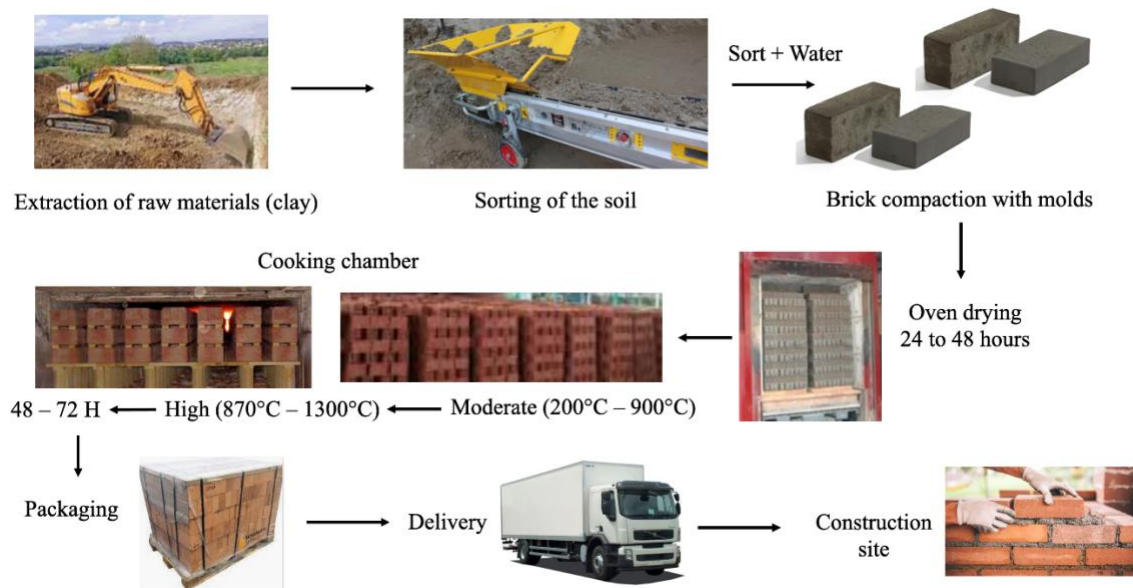 Sort + Water
Extraction of raw materials (clay)
Sorting of the soil
Brick compaction with molds
Cooking chamber
Oven drying
24 to 48 hours
48 – 72 H
High (870°C – 1300°C)
Moderate (200°C – 900°C)
Packaging
Delivery
Construction
site